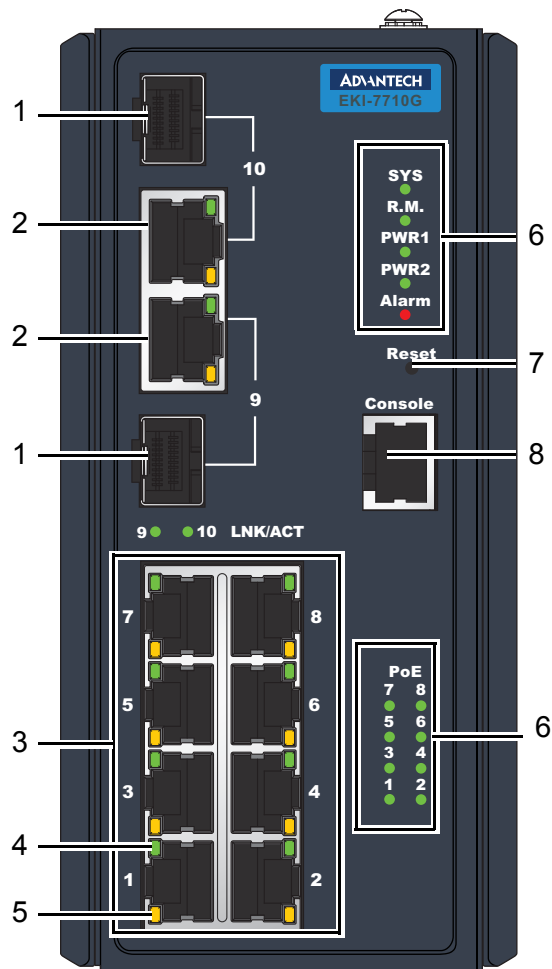 ADVANTECH
EKI-7710G
1
10
SYS
R.M.
PWR1
PWR2
Alarm
6
2
2
9
Reset
7
Console
1
8
9 10 LNK/ACT
7 8
5 6
3
3 4
4
1 2
5
PoE
7 8
5 6
3 4
1 2
6